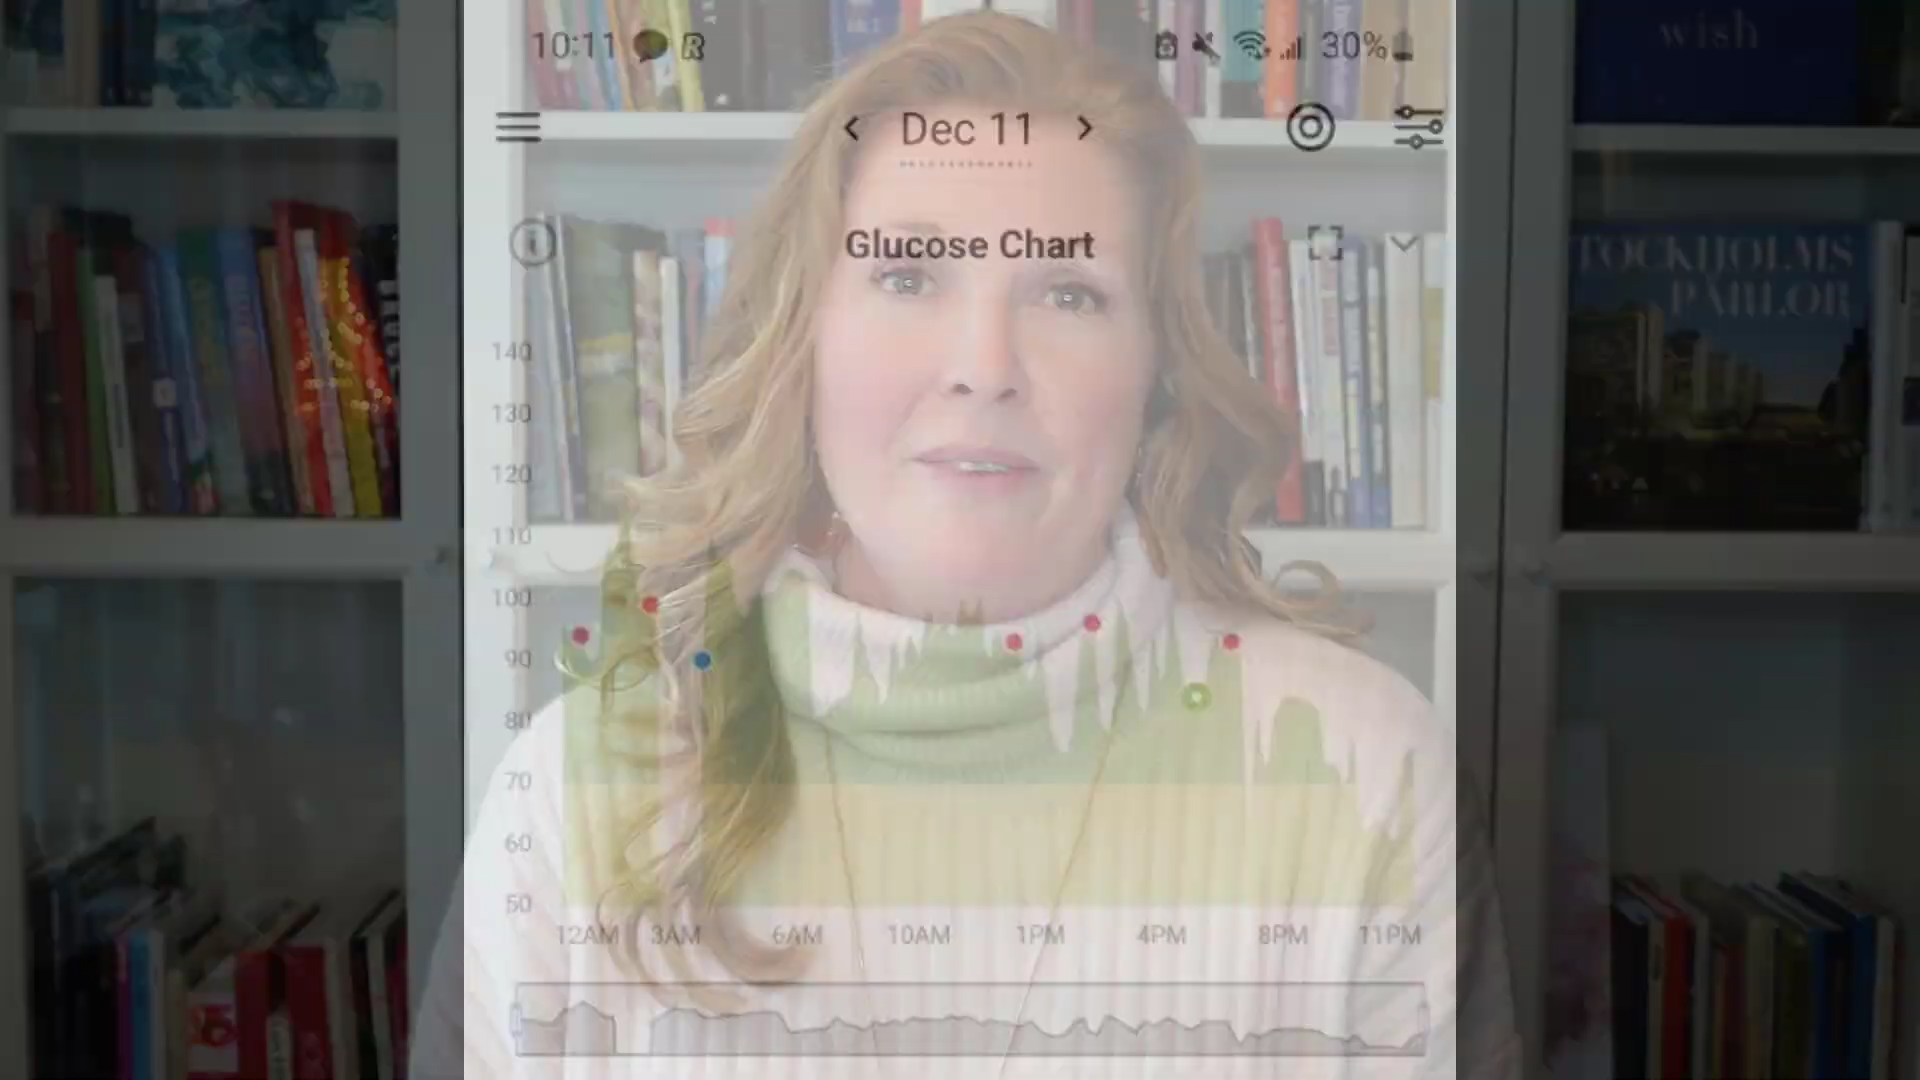 wish
10:11
R
30%
Dec 11
Glucose Chart
STOCKHOLMS
PÄRLOR
140
130
120
110
100
90
80
70
60
50
12AM 3AM 6AM 10AM 1PM 4PM 8PM 11PM